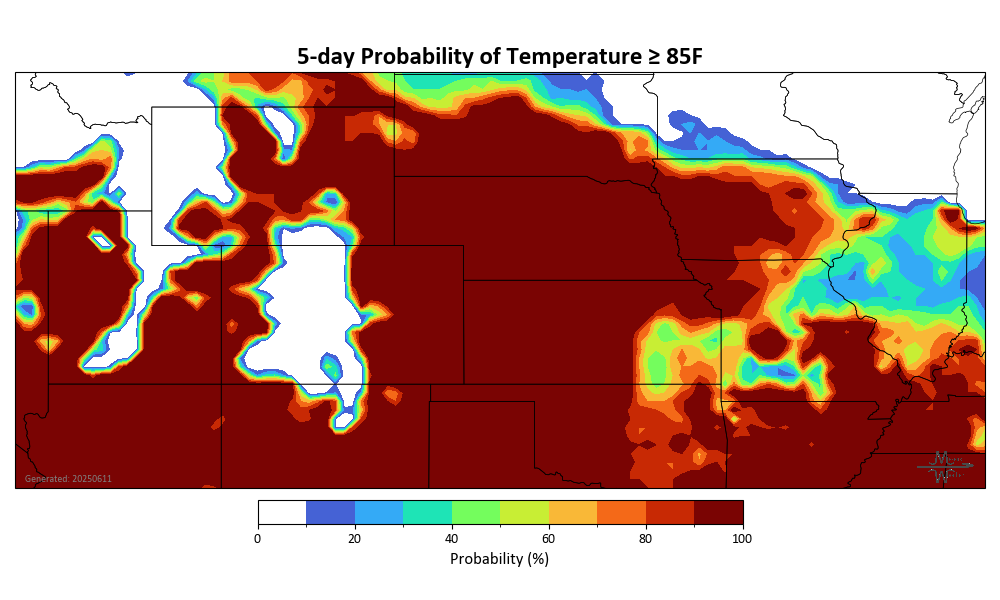 5-day Probability of Temperature ≥ 85F
Generated: 20250611
0 20 40 60 80 100
Probability (%)